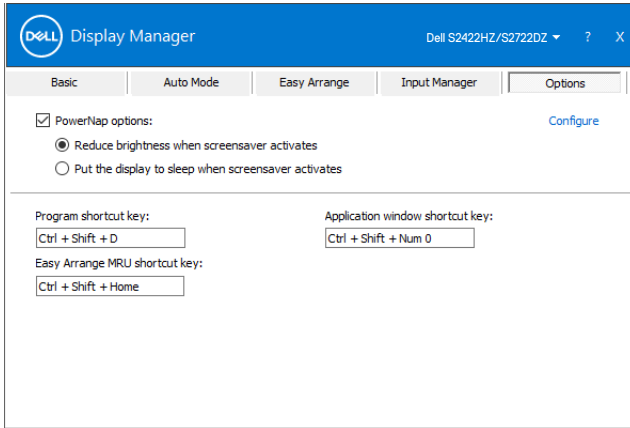 DELL Display Manager Dell S2422HZ/S2722DZ ? X
Basic Auto Mode Easy Arrange Input Manager Options
PowerNap options: Configure
Reduce brightness when screensaver activates
Put the display to sleep when screensaver activates
Program shortcut key: Application window shortcut key:
Ctrl + Shift + D Ctrl + Shift + Num 0
Easy Arrange MRU shortcut key:
Ctrl + Shift + Home